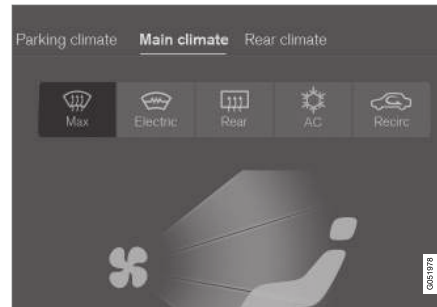 Parking climate Main climate Rear climate
Max Electric Rear AC Recirc
G051978